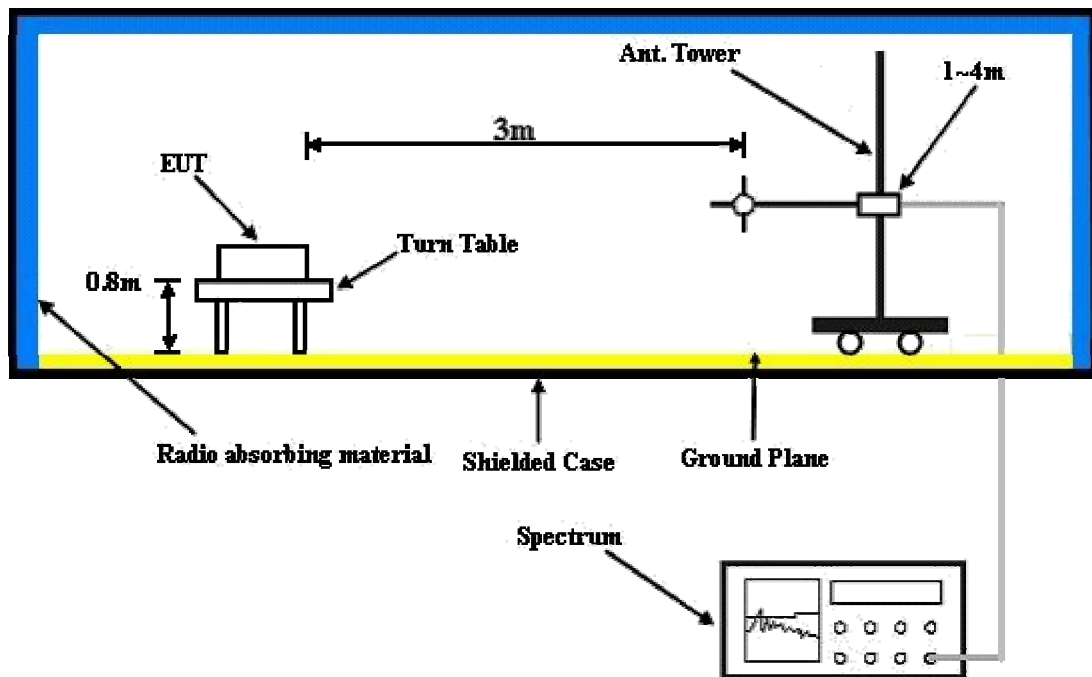 Ant. Tower
1~4m
3m
EUT
Turn Table
0.8m
Radio absorbing material
Shielded Case
Ground Plane
Spectrum